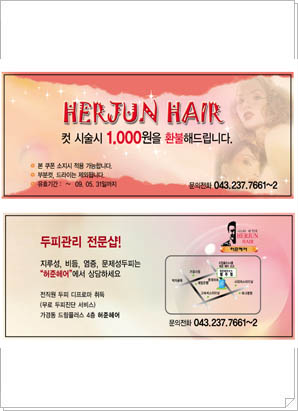 HERJUN HAIR
컷 시술시 1,000원을 환불해드립니다.
본 쿠폰 소지시 적용 가능합니다.
부분컷, 드라이는 제외됩니다.
유효기간 : ~ 09. 05. 31일까지
문의전화 043.237.7661~2
두피관리 전문샵!
지루성, 비듬, 염증, 문제성두피는
"허준헤어"에서 상담하세요
전직원 두피 디프로마 취득
(무료 두피진단 서비스)
가경동 드림플러스 4층 허준헤어
HERJUN
HAIR
허준헤어
문의전화 043.237.7661~2